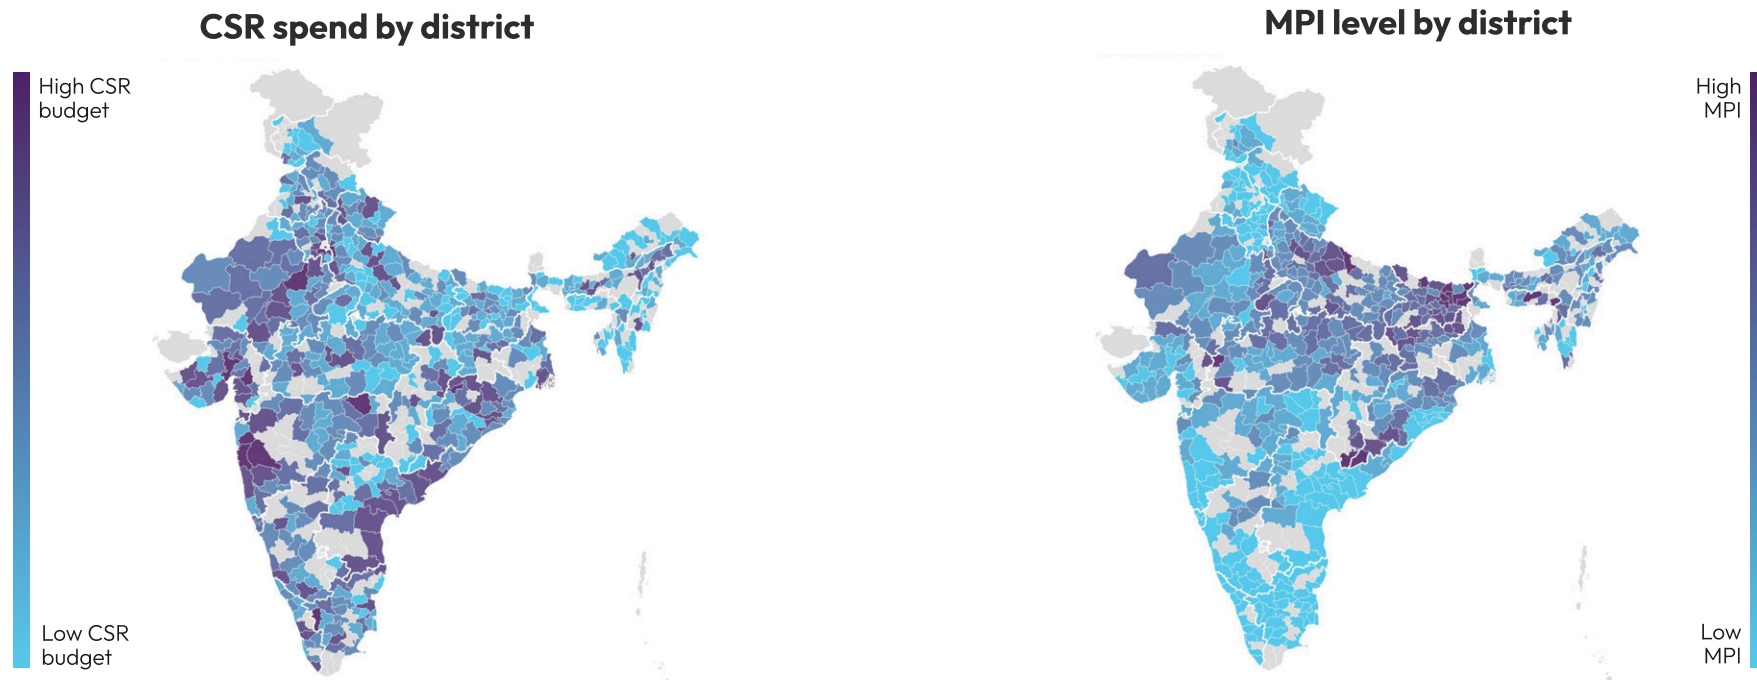 CSR spend by district
High CSR
budget
Low CSR
budget
MPI level by district
High
MPI
Low
MPI